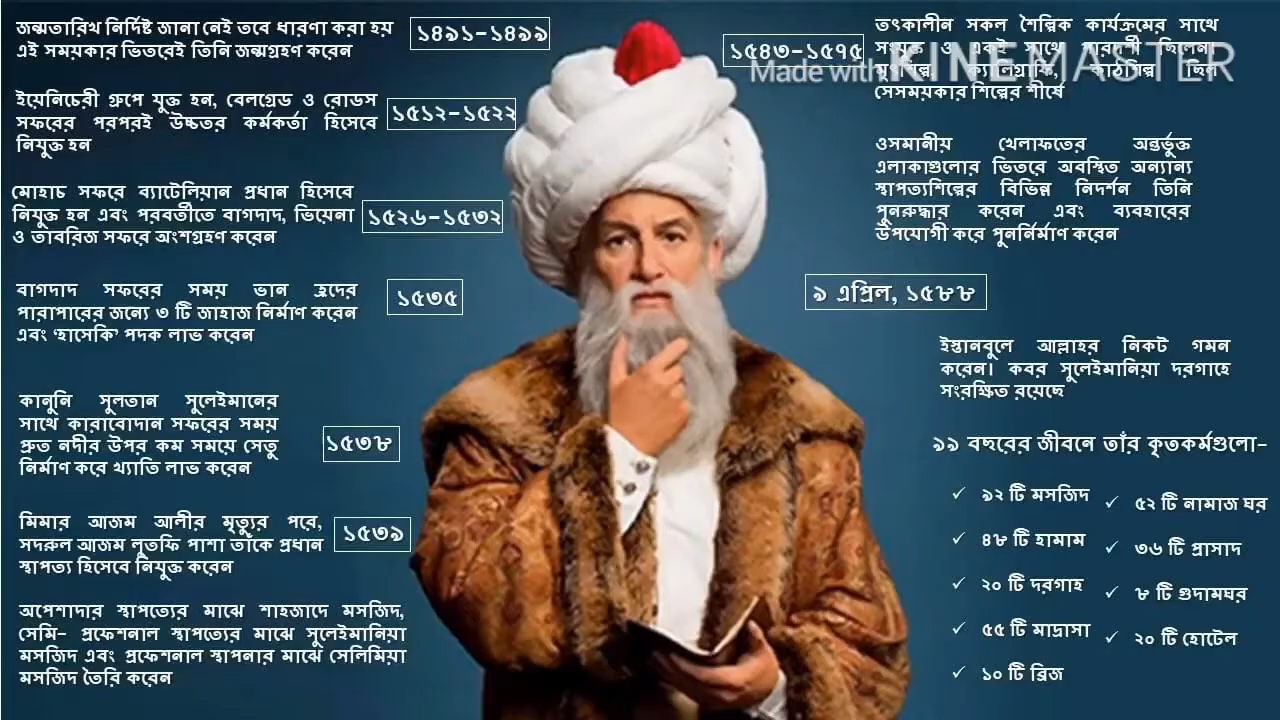 জন্মতারিখ নির্দিষ্ট জানা নেই তবে ধারণা করা হয়
এই সময়কার ভিতরেই তিনি জন্মগ্রহণ করেন
১৪৯১-১৪৯৯
ইয়েনিচেরী গ্রুপে যুক্ত হন, বেলগ্রেড ও রোডস
সফরের পরপরই উচ্চতর কর্মকর্তা হিসেবে
নিযুক্ত হন
১৫১২-১৫২২
মোহাচ সফরে ব্যাটেলিয়ান প্রধান হিসেবে
নিযুক্ত হন এবং পরবর্তীতে বাগদাদ, ভিয়েনা
ও তাবরিজ সফরে অংশগ্রহণ করেন
১৫২৬-১৫৩২
বাগদাদ সফরের সময় ভান হ্রদের
পারাপারের জন্যে ৩ টি জাহাজ নির্মাণ করেন
এবং 'হাসেকি' পদক লাভ করেন
১৫৩৫
কানুনি সুলতান সুলেইমানের
সাথে কারাবোদান সফরের সময়
প্রুত নদীর উপর কম সময়ে সেতু
নির্মাণ করে খ্যাতি লাভ করেন
১৫৩৮
মিমার আজম আলীর মৃত্যুর পরে,
সদরুল আজম লুতফি পাশা তাঁকে প্রধান
স্থাপত্য হিসেবে নিযুক্ত করেন
১৫৩৯
অপেশাদার স্থাপত্যের মাঝে শাহজাদে মসজিদ,
সেমি- প্রফেশনাল স্থাপত্যের মাঝে সুলেইমানিয়া
মসজিদ এবং প্রফেশনাল স্থাপনার মাঝে সেলিমিয়া
মসজিদ তৈরি করেন
১৫৪৩-১৫৭৫
তৎকালীন সকল শৈল্পিক কার্যক্রমের সাথে
সংযুক্ত ও একই সাথে পারদর্শী ছিলেন।
মৃৎশিল্প, ক্যালিগ্রাফি, কাঠশিল্প ছিল
সেসময়কার শিল্পের শীর্ষে
Made with KINEMASTER
ওসমানীয় খেলাফতের অন্তর্ভুক্ত
এলাকাগুলোর ভিতরে অবস্থিত অন্যান্য
স্থাপত্যশিল্পের বিভিন্ন নিদর্শন তিনি
পুনরুদ্ধার করেন এবং ব্যবহারের
উপযোগী করে পুনর্নির্মাণ করেন
৯ এপ্রিল, ১৫৮৮
ইস্তানবুলে আল্লাহর নিকট গমন
করেন। কবর সুলেইমানিয়া দরগাহে
সংরক্ষিত রয়েছে
৯৯ বছরের জীবনে তাঁর কৃতকর্মগুলো-
✓ ৯২ টি মসজিদ
✓ ৪৮ টি হামাম
✓ ২০ টি দরগাহ
✓ ৫৫ টি মাদ্রাসা
✓ ১০ টি ব্রিজ
✓ ৫২ টি নামাজ ঘর
✓ ৩৬ টি প্রাসাদ
✓ ৮ টি গুদামঘর
✓ ২০ টি হোটেল